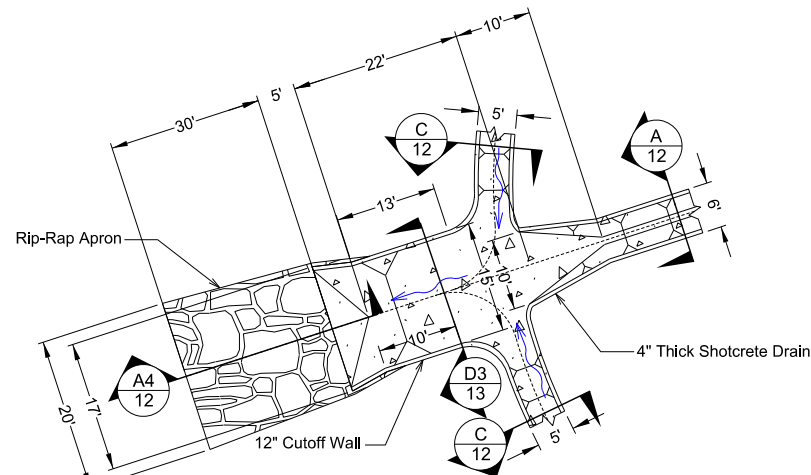 10'
22'
5'
30'
5'
C
12
A
12
13'
6'
Rip-Rap Apron
10'
15'
10'
4" Thick Shotcrete Drain
A4
12
D3
13
17'
20'
12" Cutoff Wall
C
12
5'